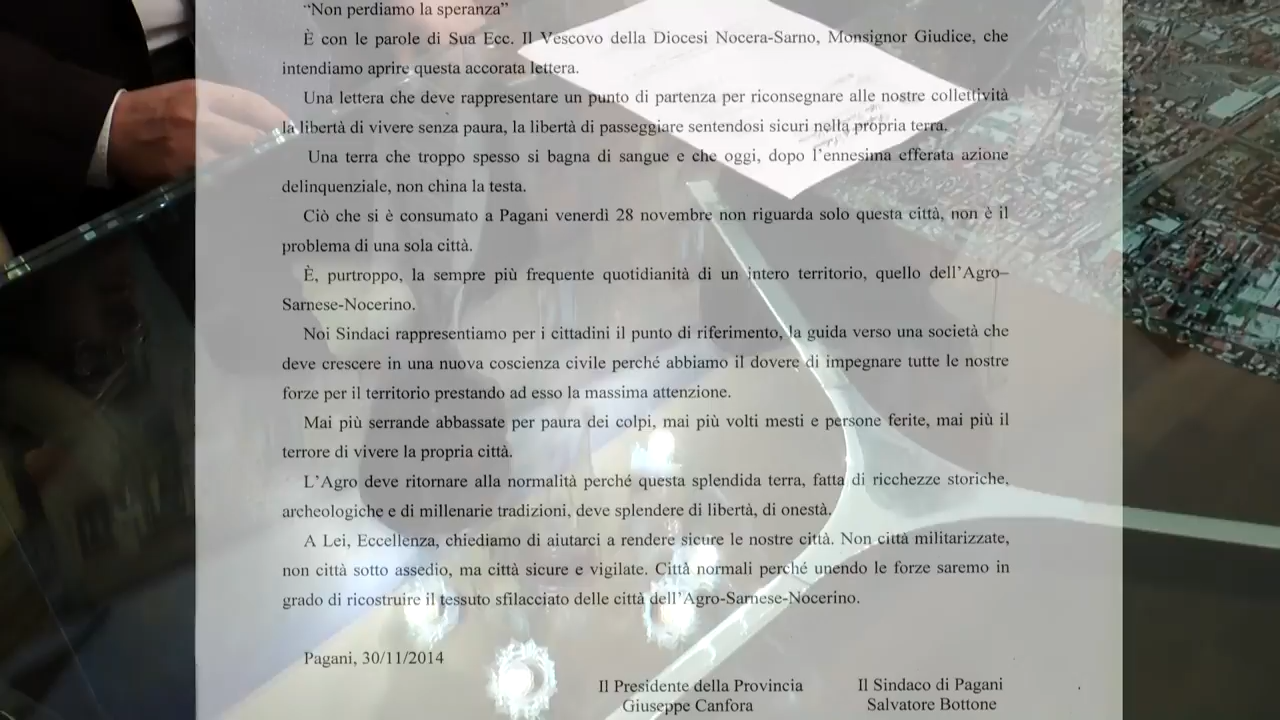 “Non perdiamo la speranza”
È con le parole di Sua Ecc. Il Vescovo della Diocesi Nocera-Sarno, Monsignor Giudice, che
intendiamo aprire questa accorata lettera.
Una lettera che deve rappresentare un punto di partenza per riconsegnare alle nostre collettività
la libertà di vivere senza paura, la libertà di passeggiare sentendosi sicuri nella propria terra.
Una terra che troppo spesso si bagna di sangue e che oggi, dopo l’ennesima efferata azione
delinquenziale, non china la testa.
Ciò che si è consumato a Pagani venerdì 28 novembre non riguarda solo questa città, non è il
problema di una sola città.
È, purtroppo, la sempre più frequente quotidianità di un intero territorio, quello dell’Agro–
Sarnese-Nocerino.
Noi Sindaci rappresentiamo per i cittadini il punto di riferimento, la guida verso una società che
deve crescere in una nuova coscienza civile perché abbiamo il dovere di impegnare tutte le nostre
forze per il territorio prestando ad esso la massima attenzione.
Mai più serrande abbassate per paura dei colpi, mai più volti mesti e persone ferite, mai più il
terrore di vivere la propria città.
L’Agro deve ritornare alla normalità perché questa splendida terra, fatta di ricchezze storiche,
archeologiche e di millenarie tradizioni, deve splendere di libertà, di onestà.
A Lei, Eccellenza, chiediamo di aiutarci a rendere sicure le nostre città. Non città militarizzate,
non città sotto assedio, ma città sicure e vigilate. Città normali perché unendo le forze saremo in
grado di ricostruire il tessuto sfilacciato delle città dell’Agro-Sarnese-Nocerino.
Pagani, 30/11/2014
Il Presidente della Provincia
Giuseppe Canfora
Il Sindaco di Pagani
Salvatore Bottone